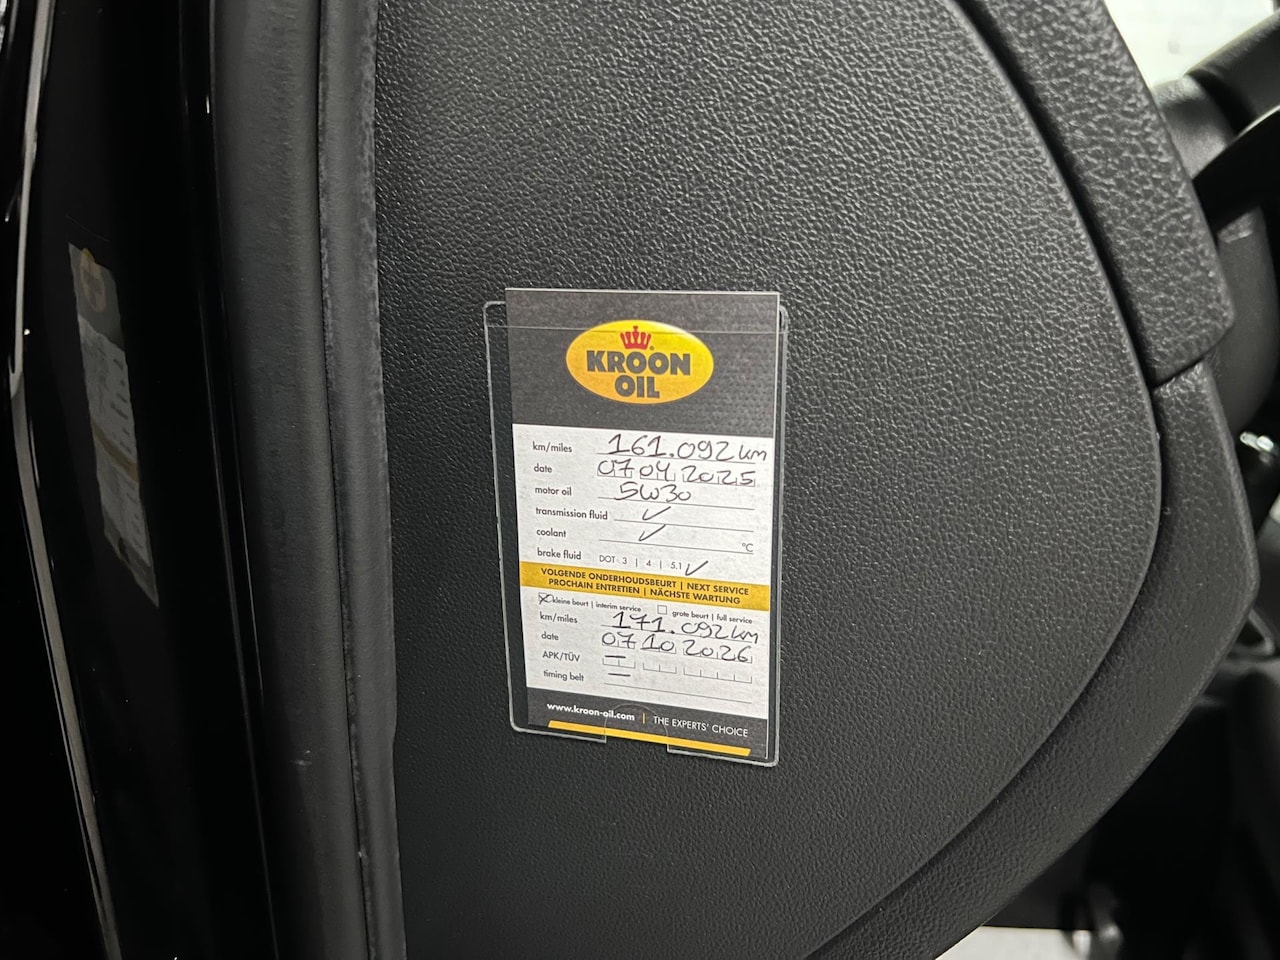 KROON
OIL
km/miles 161.092 km
date 07 04 2025
motor oil 5W30
transmission fluid ✓
coolant ✓ °C
brake fluid DOT 3 | 4 | 5.1 ✓
VOLGENDE ONDERHOUDSBEURT | NEXT SERVICE
PROCHAIN ENTRETIEN | NÄCHSTE WARTUNG
☒ kleine beurt | interim service ☐ grote beurt | full service
km/miles 171.092 km
date 07 10 2026
APK/TÜV —
timing belt —
www.kroon-oil.com | THE EXPERTS' CHOICE